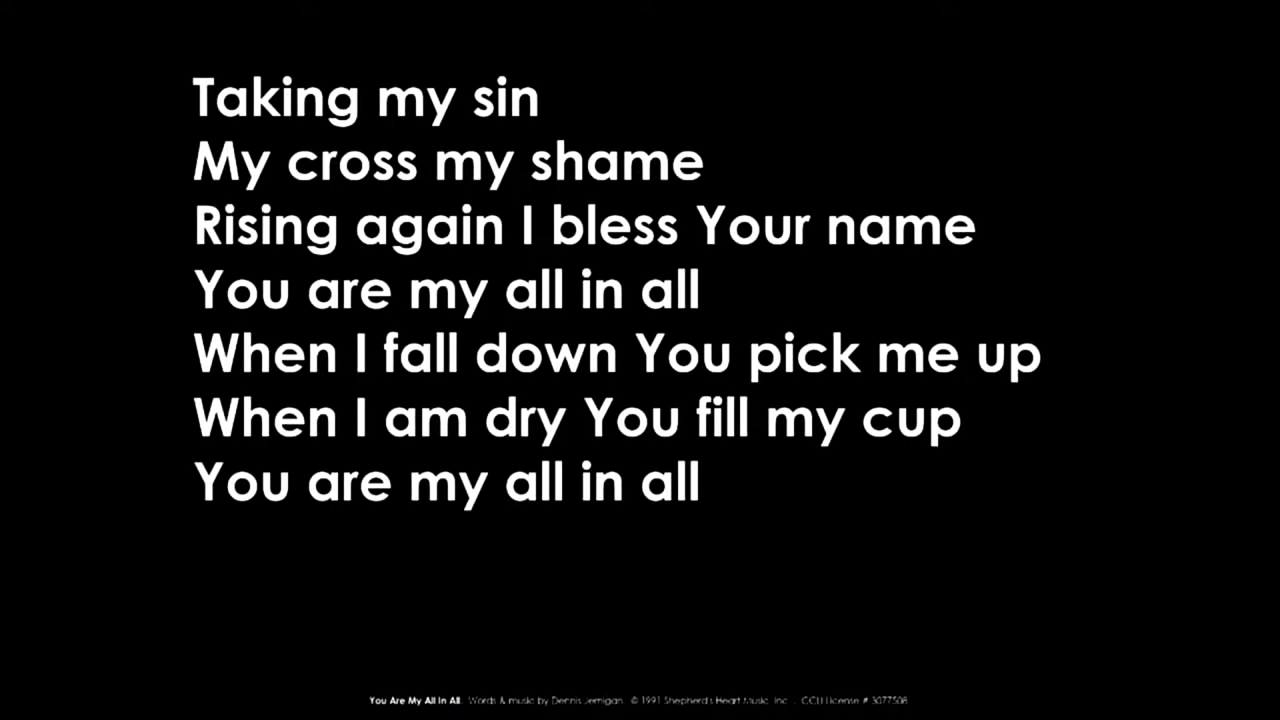 Taking my sin
My cross my shame
Rising again I bless Your name
You are my all in all
When I fall down You pick me up
When I am dry You fill my cup
You are my all in all
You Are My All In All. Words & music by Dennis Jernigan. © 1991 Shepherd's Heart Music, Inc. . CCLI License # 3077508